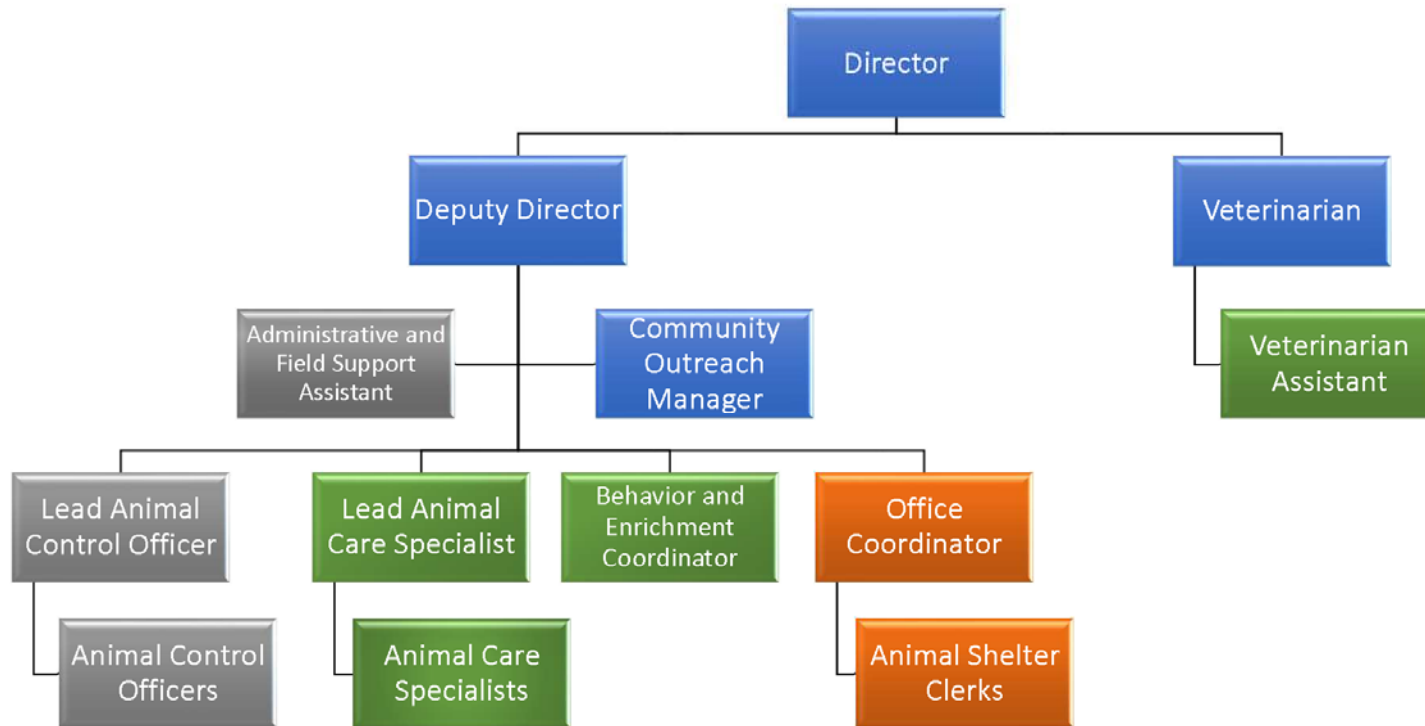 Director
Deputy Director
Veterinarian
Administrative and
Field Support
Assistant
Community
Outreach
Manager
Veterinarian
Assistant
Lead Animal
Control Officer
Lead Animal
Care Specialist
Behavior and
Enrichment
Coordinator
Office
Coordinator
Animal Control
Officers
Animal Care
Specialists
Animal Shelter
Clerks